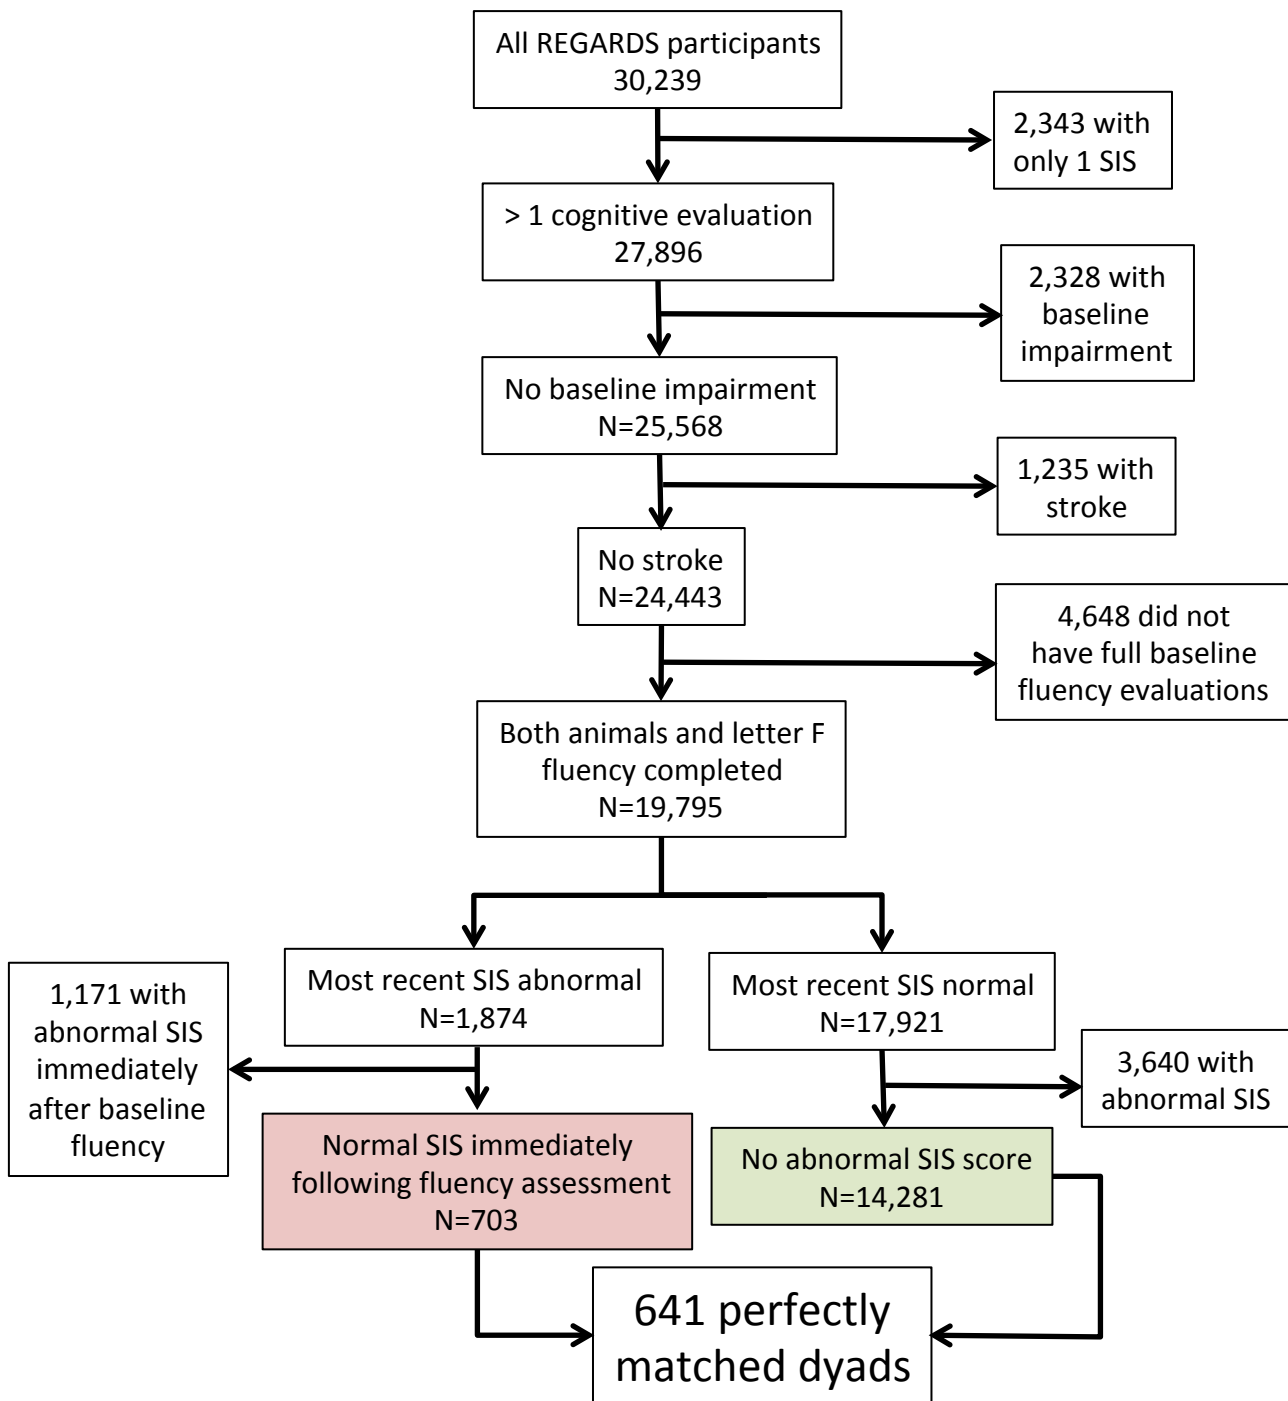 All REGARDS participants
30,239
2,343 with
only 1 SIS
> 1 cognitive evaluation
27,896
2,328 with
baseline
impairment
No baseline impairment
N=25,568
1,235 with
stroke
No stroke
N=24,443
4,648 did not
have full baseline
fluency evaluations
Both animals and letter F
fluency completed
N=19,795
Most recent SIS abnormal
N=1,874
Most recent SIS normal
N=17,921
1,171 with
abnormal SIS
immediately
after baseline
fluency
3,640 with
abnormal SIS
Normal SIS immediately
following fluency assessment
N=703
No abnormal SIS score
N=14,281
641 perfectly
matched dyads